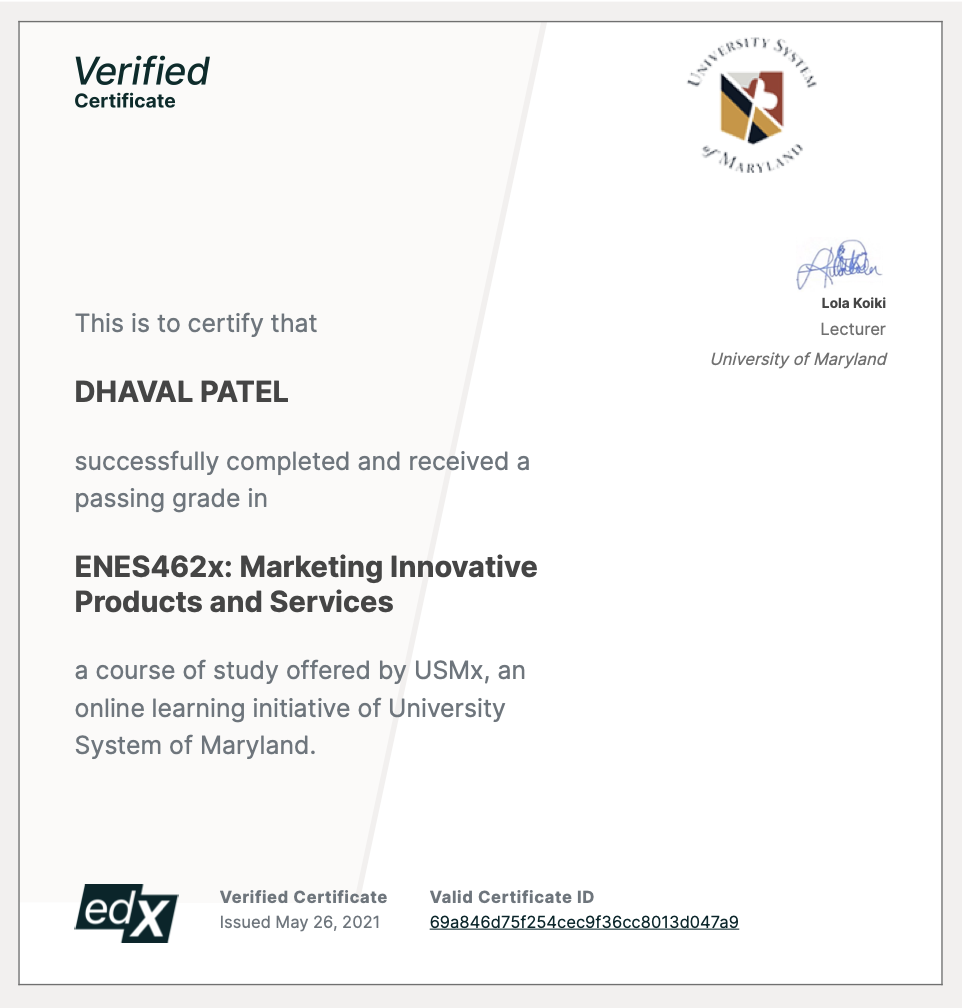 Verified
Certificate
UNIVERSITY SYSTEM
of MARYLAND
Lola Koiki
Lecturer
University of Maryland
This is to certify that
DHAVAL PATEL
successfully completed and received a
passing grade in
ENES462x: Marketing Innovative
Products and Services
a course of study offered by USMx, an
online learning initiative of University
System of Maryland.
edX
Verified Certificate
Issued May 26, 2021
Valid Certificate ID
69a846d75f254cec9f36cc8013d047a9